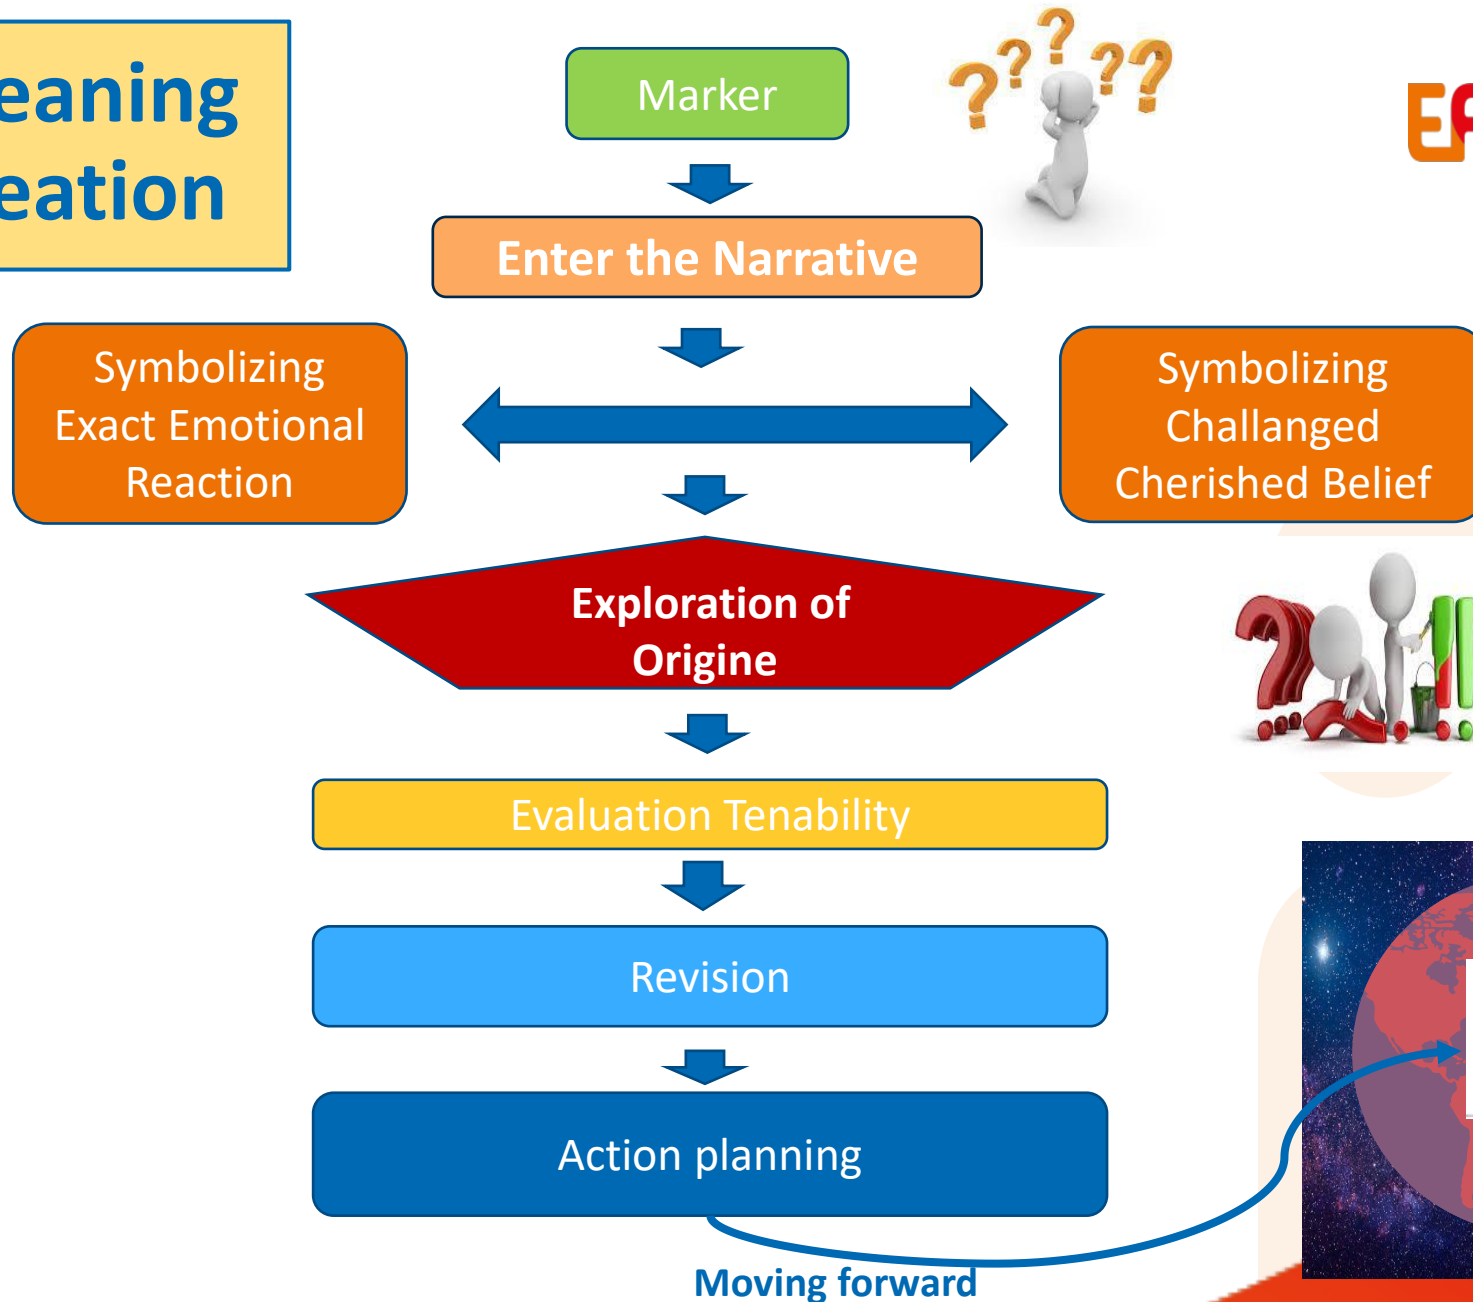 eaning
eation
Marker
Enter the Narrative
Symbolizing
Exact Emotional
Reaction
Symbolizing
Challanged
Cherished Belief
Exploration of
Origine
Evaluation Tenability
Revision
Action planning
Moving forward